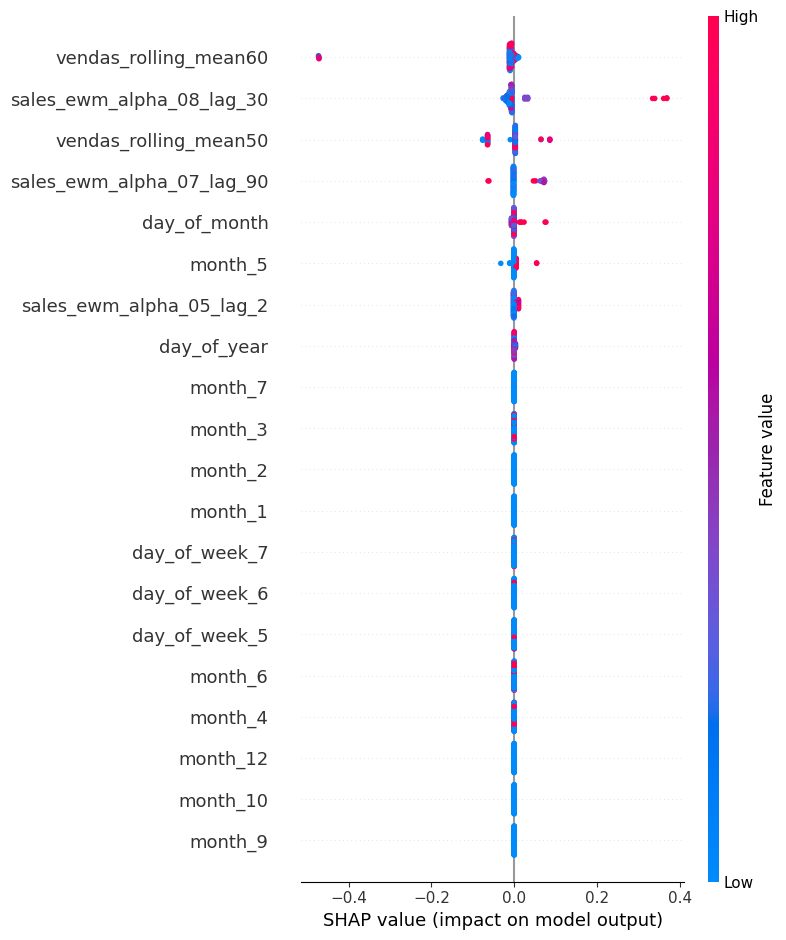 High
vendas_rolling_mean60
sales_ewm_alpha_08_lag_30
vendas_rolling_mean50
sales_ewm_alpha_07_lag_90
day_of_month
month_5
sales_ewm_alpha_05_lag_2
day_of_year
month_7
month_3
month_2
month_1
day_of_week_7
day_of_week_6
day_of_week_5
month_6
month_4
month_12
month_10
month_9
Feature value
Low
−0.4 −0.2 0.0 0.2 0.4
SHAP value (impact on model output)